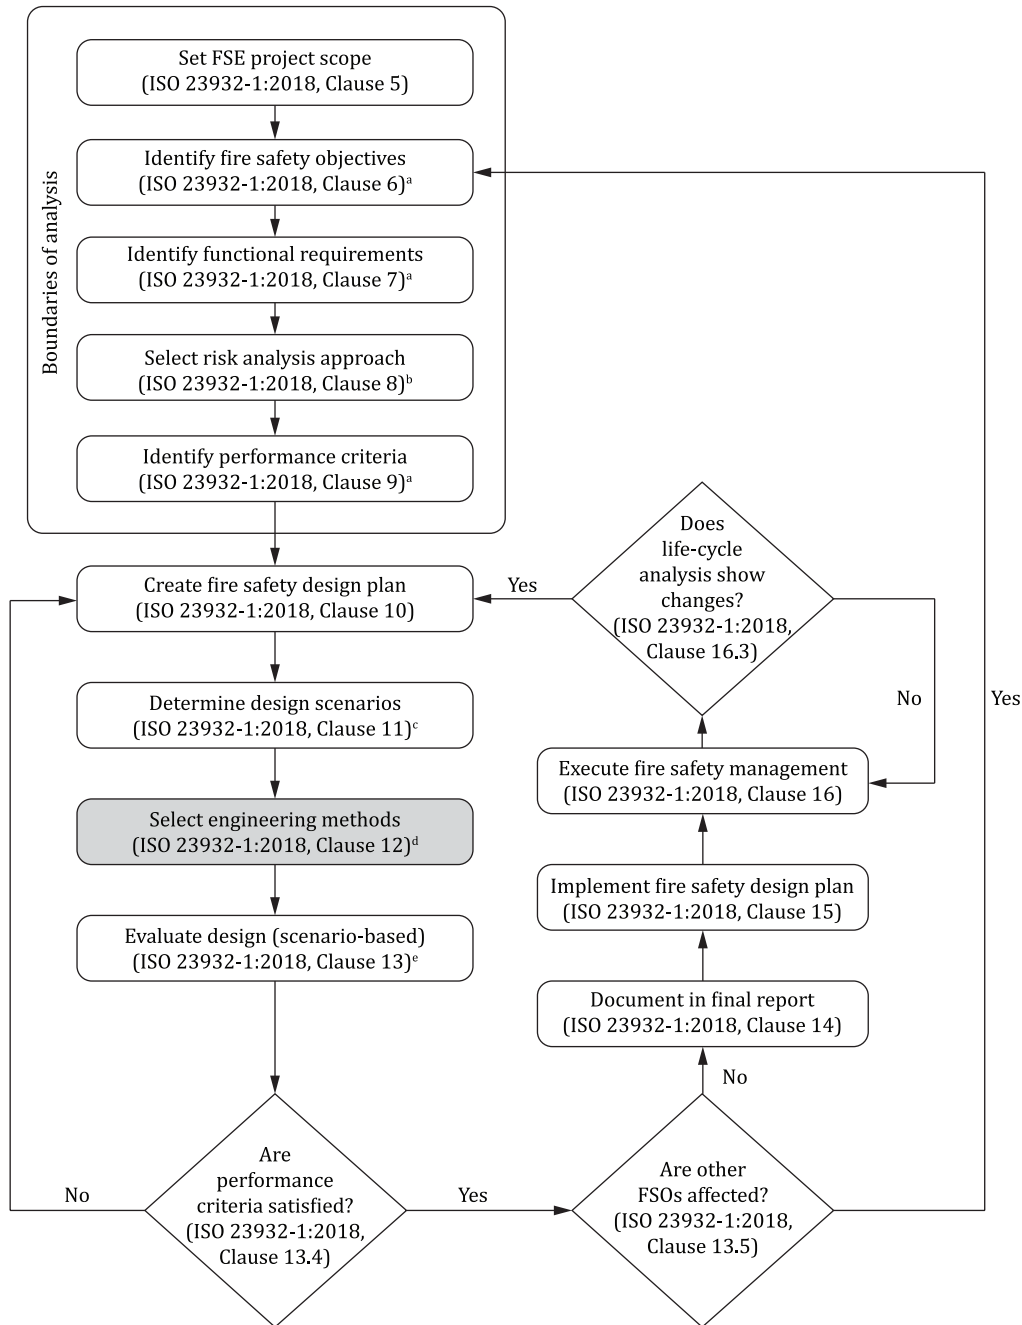 Boundaries of analysis
Set FSE project scope
(ISO 23932-1:2018, Clause 5)
Identify fire safety objectives
(ISO 23932-1:2018, Clause 6)ᵃ
Identify functional requirements
(ISO 23932-1:2018, Clause 7)ᵃ
Select risk analysis approach
(ISO 23932-1:2018, Clause 8)ᵇ
Identify performance criteria
(ISO 23932-1:2018, Clause 9)ᵃ
Create fire safety design plan
(ISO 23932-1:2018, Clause 10)
Determine design scenarios
(ISO 23932-1:2018, Clause 11)ᶜ
Select engineering methods
(ISO 23932-1:2018, Clause 12)ᵈ
Evaluate design (scenario-based)
(ISO 23932-1:2018, Clause 13)ᵉ
Are
performance
criteria satisfied?
(ISO 23932-1:2018,
Clause 13.4)
No
Yes
Are other
FSOs affected?
(ISO 23932-1:2018,
Clause 13.5)
No
Yes
Document in final report
(ISO 23932-1:2018, Clause 14)
Implement fire safety design plan
(ISO 23932-1:2018, Clause 15)
Execute fire safety management
(ISO 23932-1:2018, Clause 16)
Does
life-cycle
analysis show
changes?
(ISO 23932-1:2018,
Clause 16.3)
Yes
No